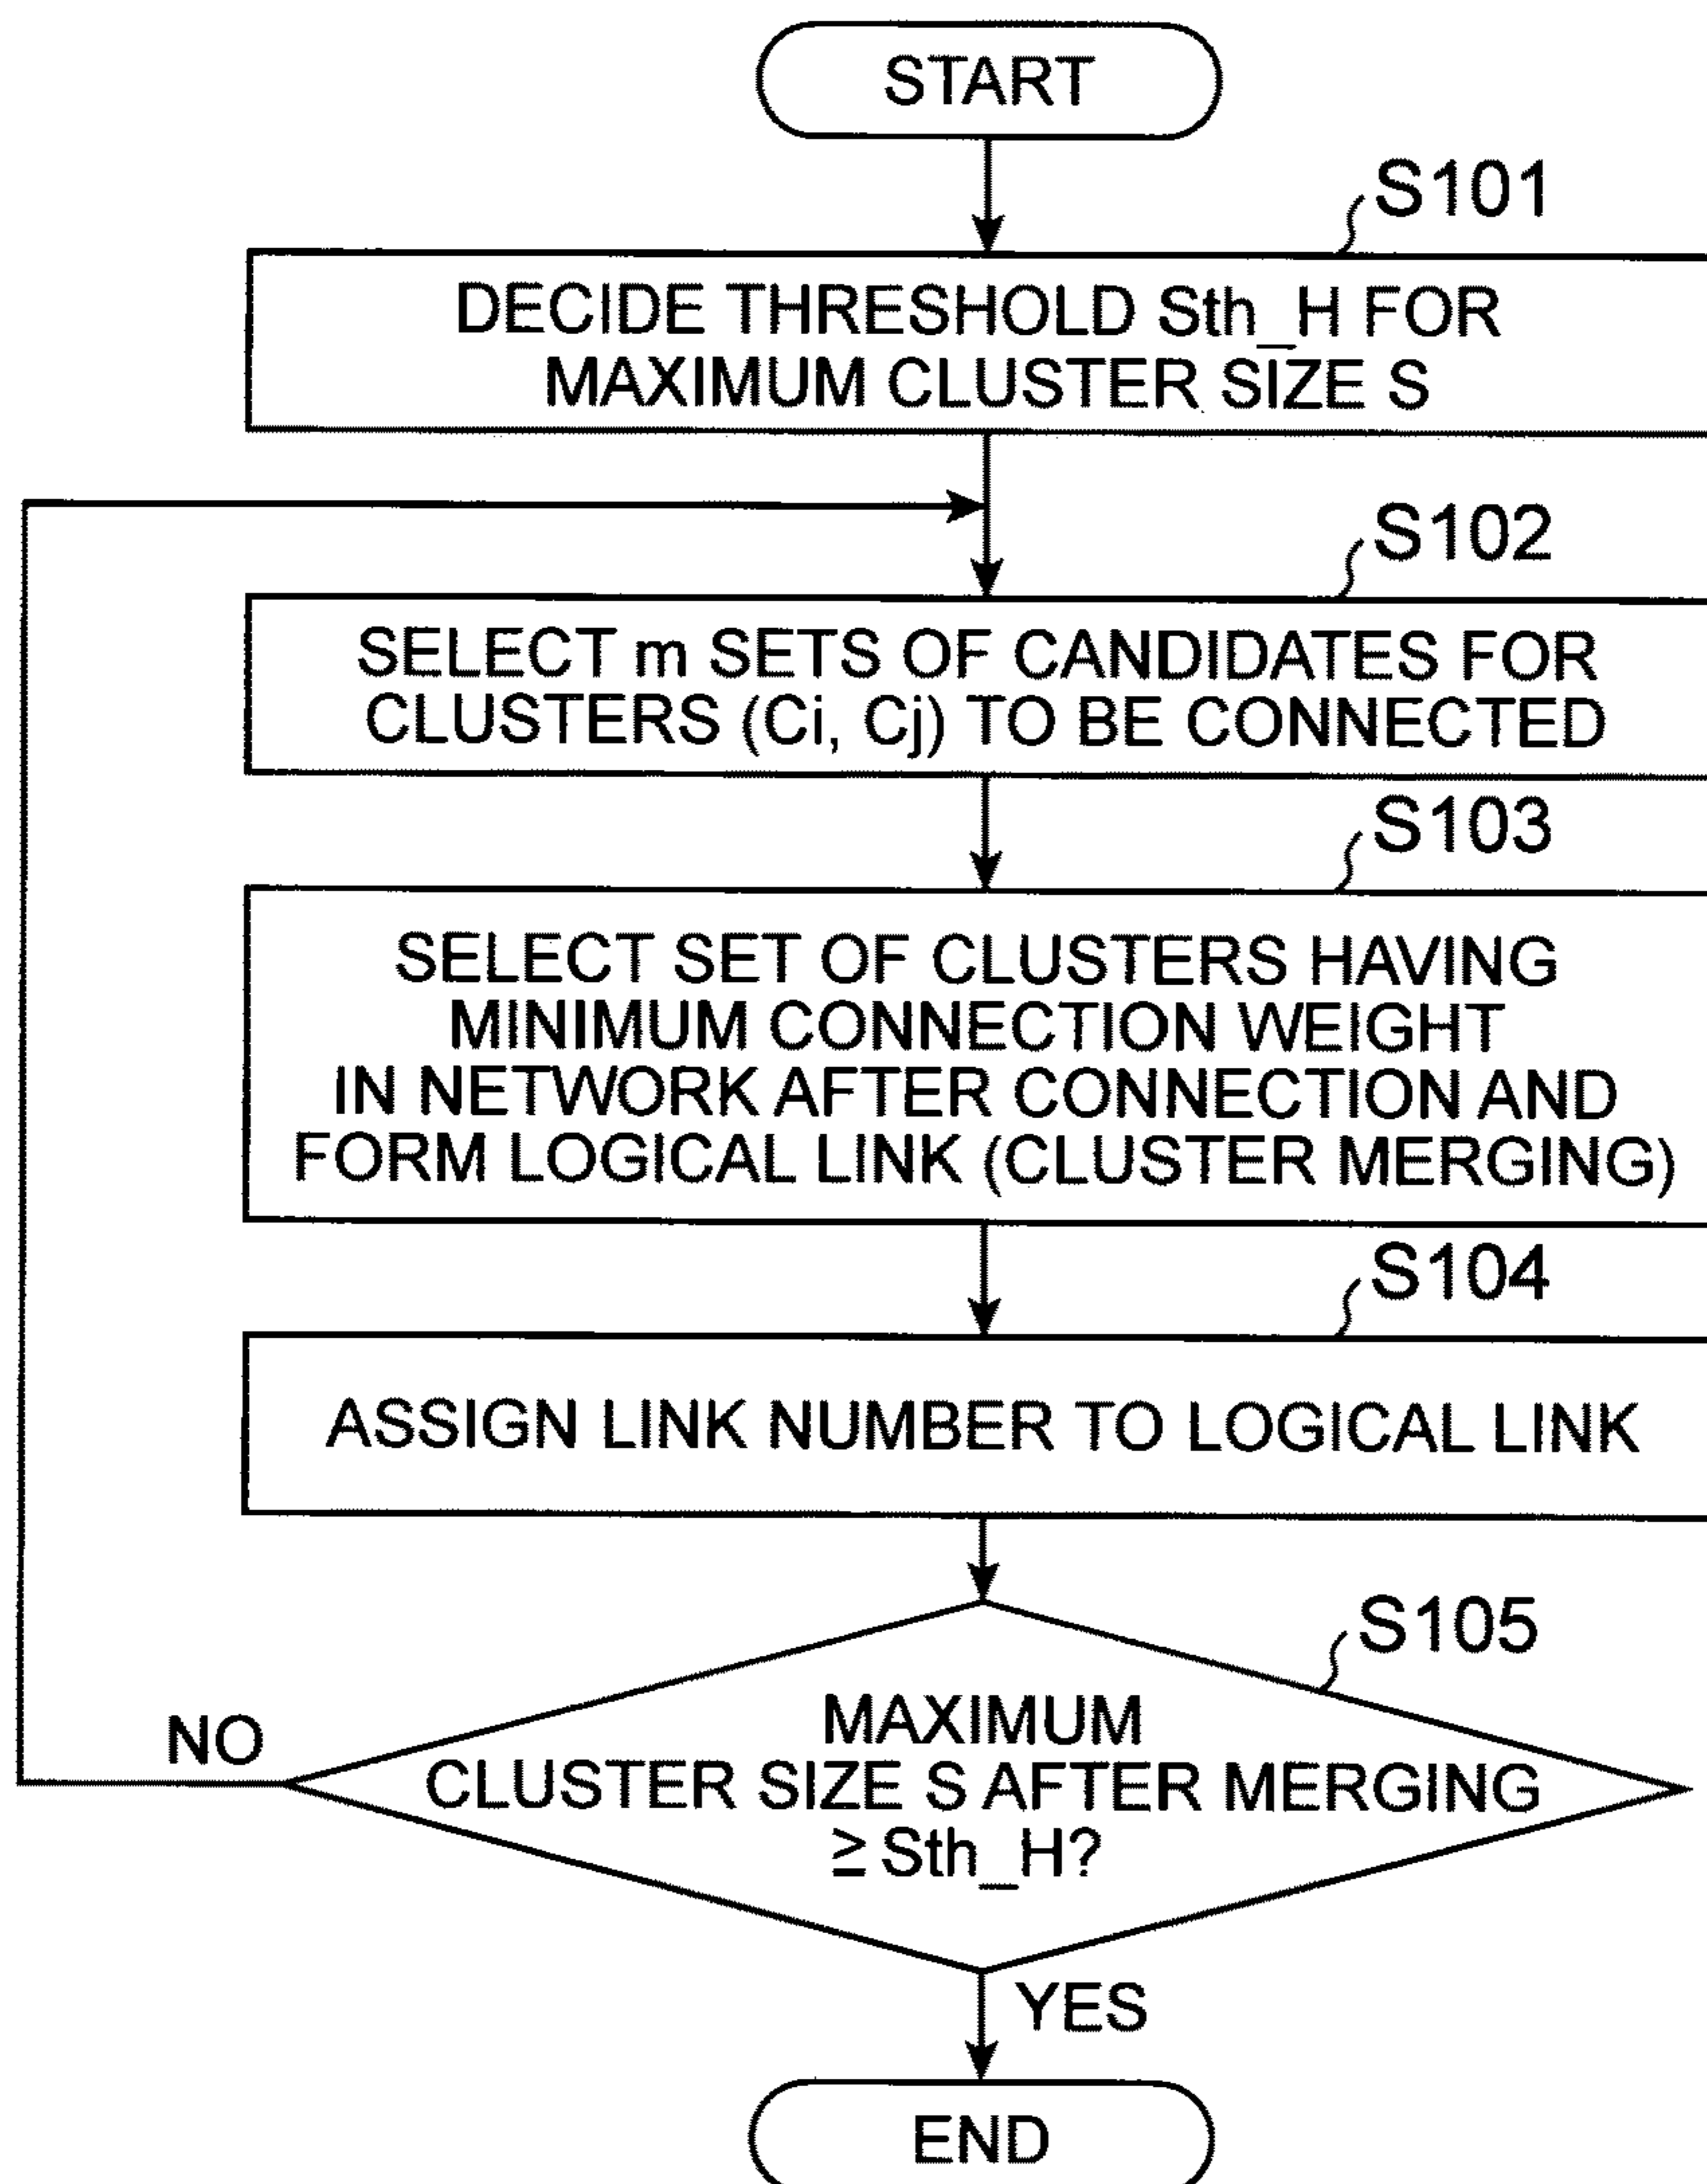 START
S101
DECIDE THRESHOLD Sth_H FOR
MAXIMUM CLUSTER SIZE S
S102
SELECT m SETS OF CANDIDATES FOR
CLUSTERS (Ci, Cj) TO BE CONNECTED
S103
SELECT SET OF CLUSTERS HAVING
MINIMUM CONNECTION WEIGHT
IN NETWORK AFTER CONNECTION AND
FORM LOGICAL LINK (CLUSTER MERGING)
S104
ASSIGN LINK NUMBER TO LOGICAL LINK
S105
MAXIMUM
CLUSTER SIZE S AFTER MERGING
≥ Sth_H?
NO
YES
END